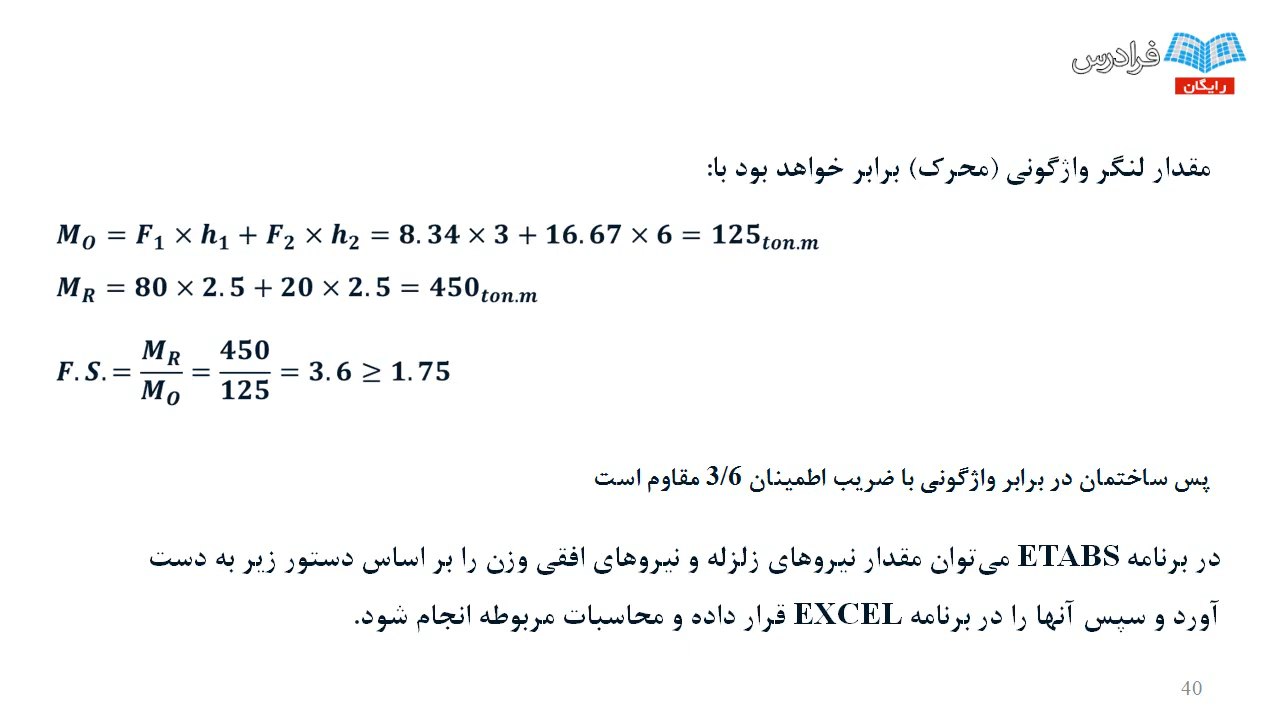 فرادرس
رایگان
مقدار لنگر واژگونی (محرک) برابر خواهد بود با:
M_O = F_1 × h_1 + F_2 × h_2 = 8.34 × 3 + 16.67 × 6 = 125_{ton.m}
M_R = 80 × 2.5 + 20 × 2.5 = 450_{ton.m}
F.S. = M_R/M_O = 450/125 = 3.6 ≥ 1.75
پس ساختمان در برابر واژگونی با ضریب اطمینان 3/6 مقاوم است
در برنامه ETABS می‌توان مقدار نیروهای زلزله و نیروهای افقی وزن را بر اساس دستور زیر به دست
آورد و سپس آنها را در برنامه EXCEL قرار داده و محاسبات مربوطه انجام شود.
40